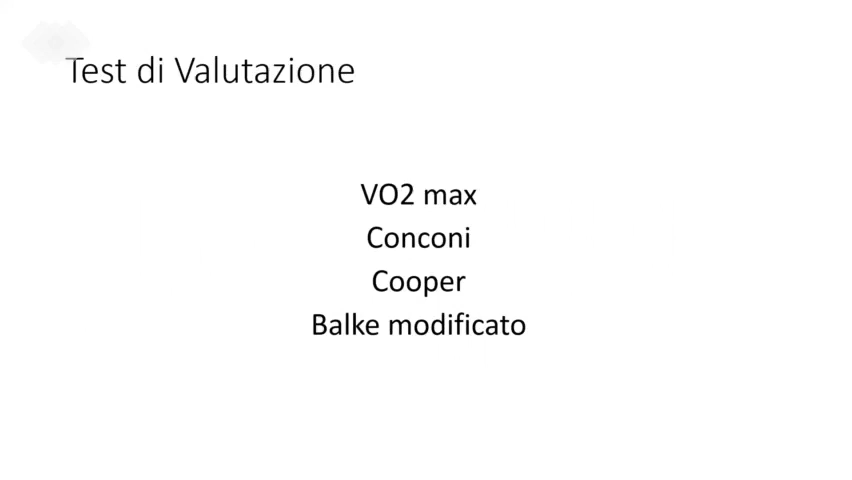 Test di Valutazione
VO2 max
Conconi
Cooper
Balke modificato